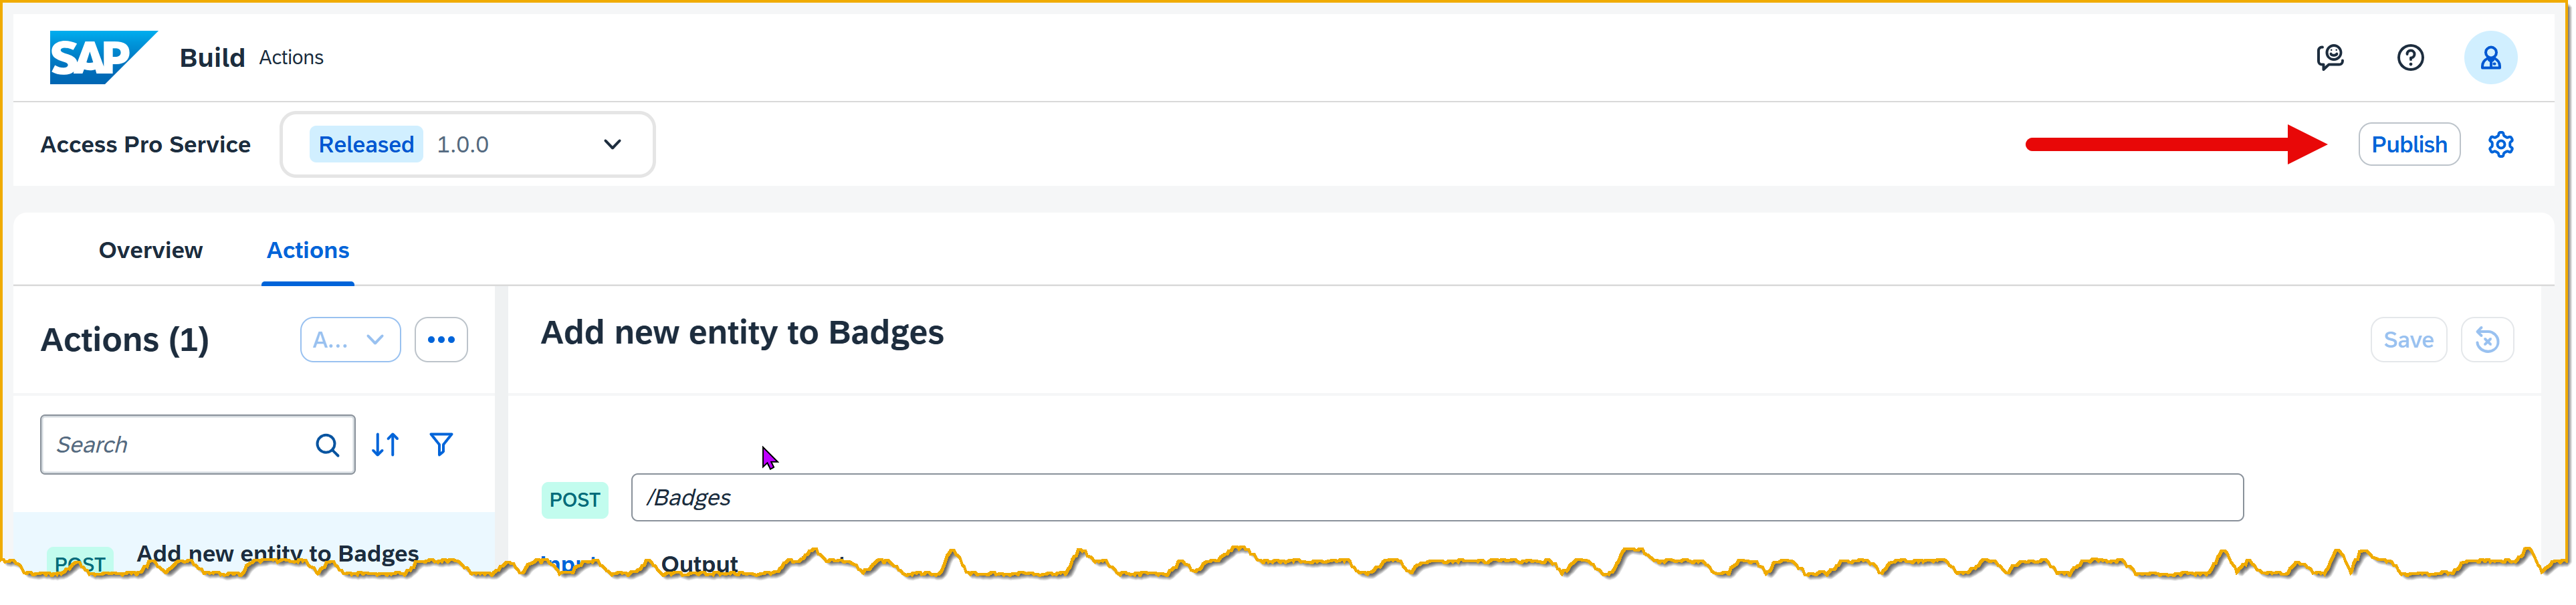 SAP Build Actions
Access Pro Service Released 1.0.0 Publish
Overview Actions
Actions (1) A... Add new entity to Badges Save
Search
POST /Badges
POST Add new entity to Badges Input Output